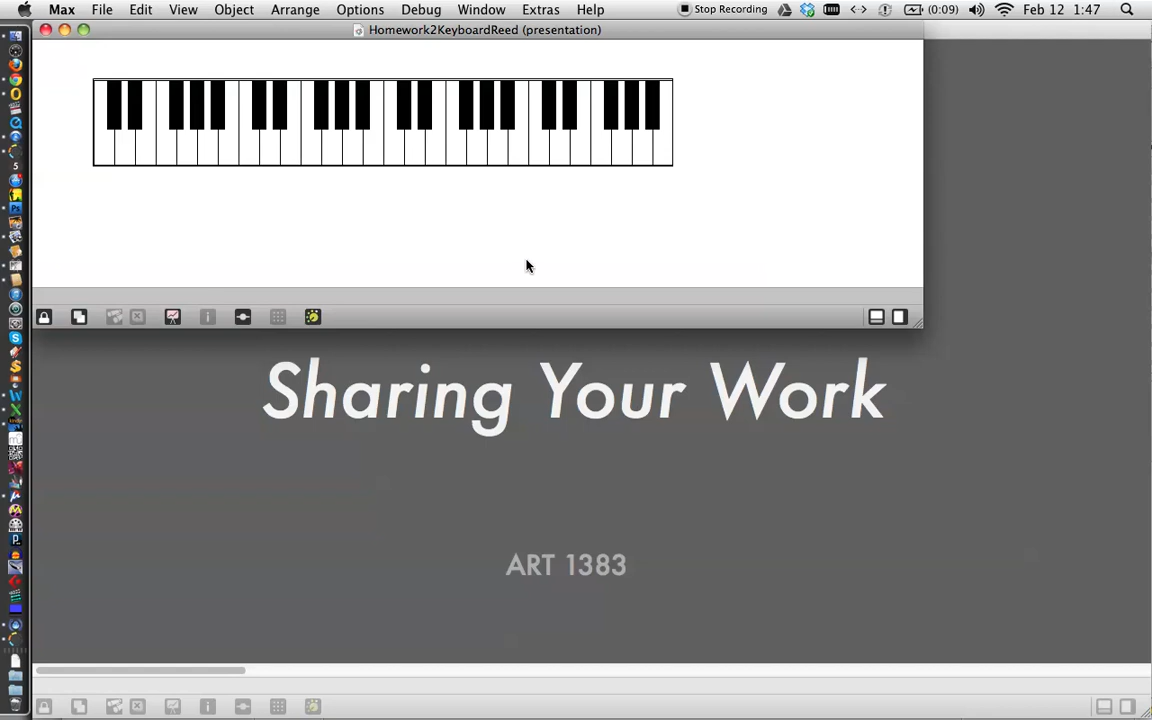 Max File Edit View Object Arrange Options Debug Window Extras Help Stop Recording (0:09) Feb 12 1:47
Homework2KeyboardReed (presentation)
5
Sharing Your Work
ART 1383